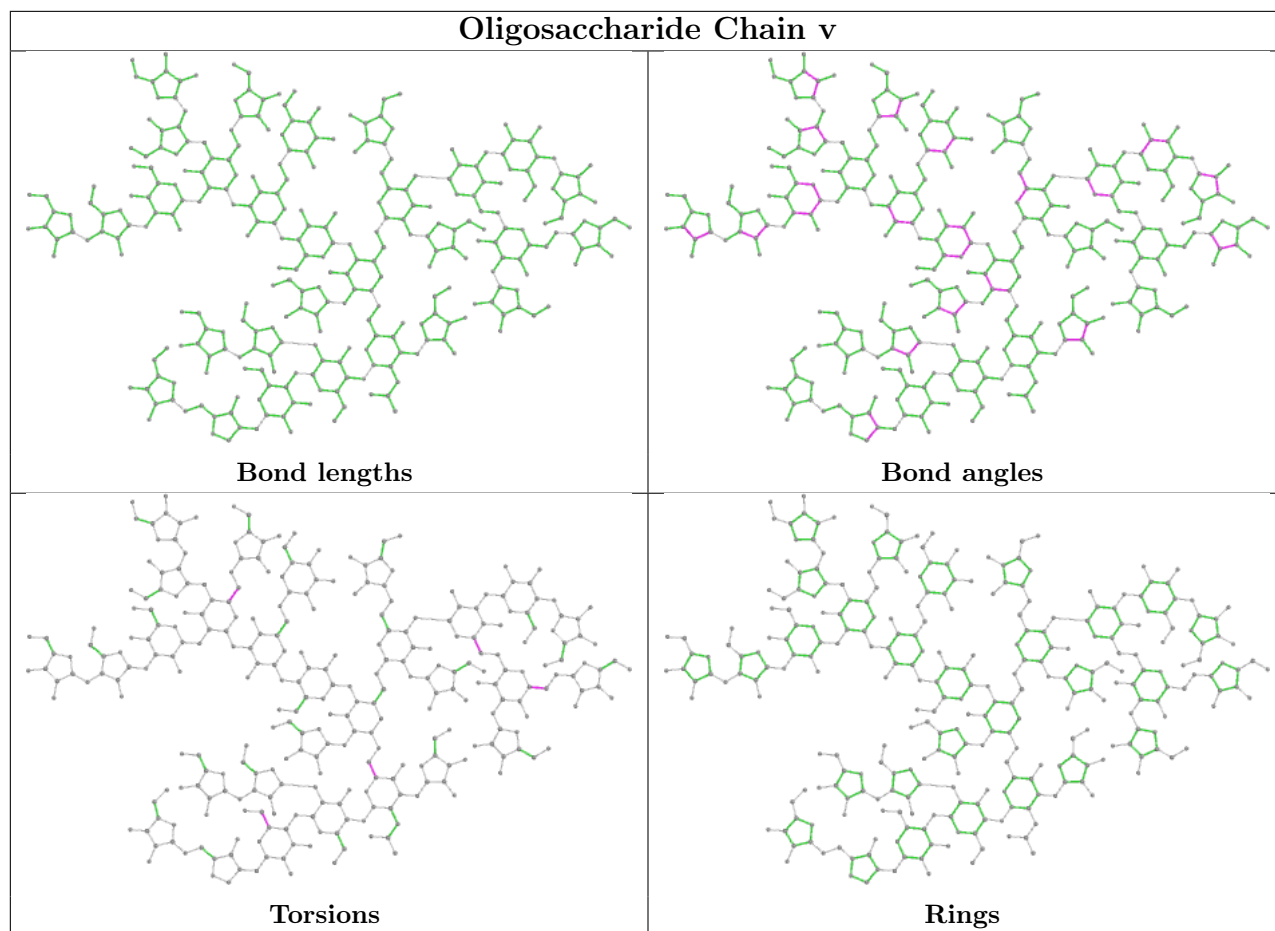 Oligosaccharide Chain v
Bond lengths
Bond angles
Torsions
Rings